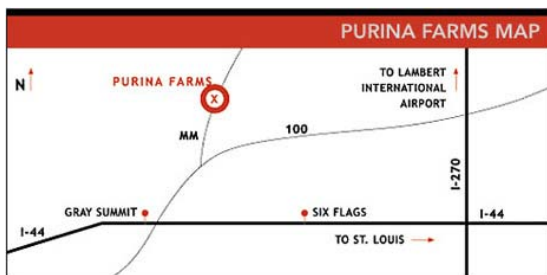 PURINA FARMS MAP
N
PURINA FARMS
X
TO LAMBERT
INTERNATIONAL
AIRPORT
MM
100
I-270
GRAY SUMMIT
SIX FLAGS
I-44
I-44
TO ST. LOUIS